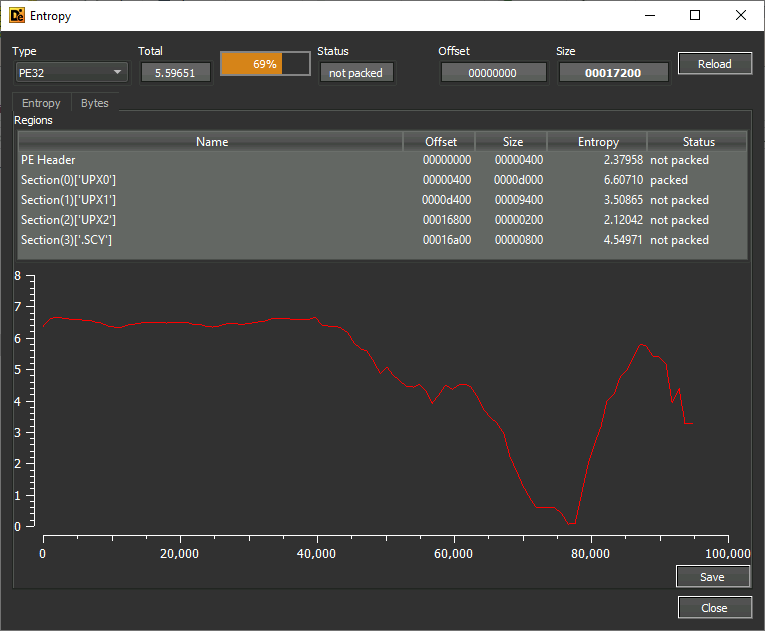 De Entropy
Type Total Status Offset Size
PE32 5.59651 69% not packed 00000000 00017200 Reload
Entropy Bytes
Regions
Name Offset Size Entropy Status
PE Header 00000000 00000400 2.37958 not packed
Section(0)['UPX0'] 00000400 0000d000 6.60710 packed
Section(1)['UPX1'] 0000d400 00009400 3.50865 not packed
Section(2)['UPX2'] 00016800 00000200 2.12042 not packed
Section(3)['.SCY'] 00016a00 00000800 4.54971 not packed
8
7
6
5
4
3
2
1
0
0 20,000 40,000 60,000 80,000 100,000
Save
Close